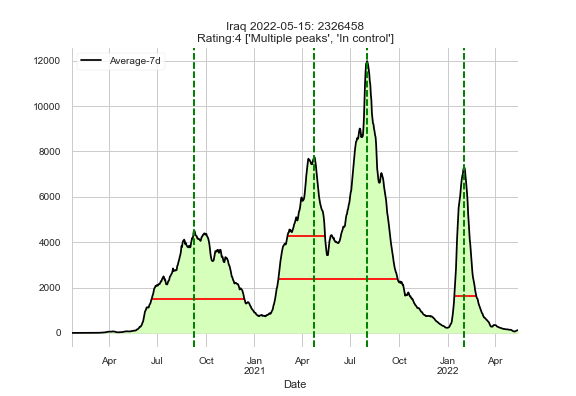 Iraq 2022-05-15: 2326458
Rating:4 ['Multiple peaks', 'In control']
Average-7d
12000
10000
8000
6000
4000
2000
0
Apr Jul Oct Jan Apr Jul Oct Jan Apr
2021 2022
Date